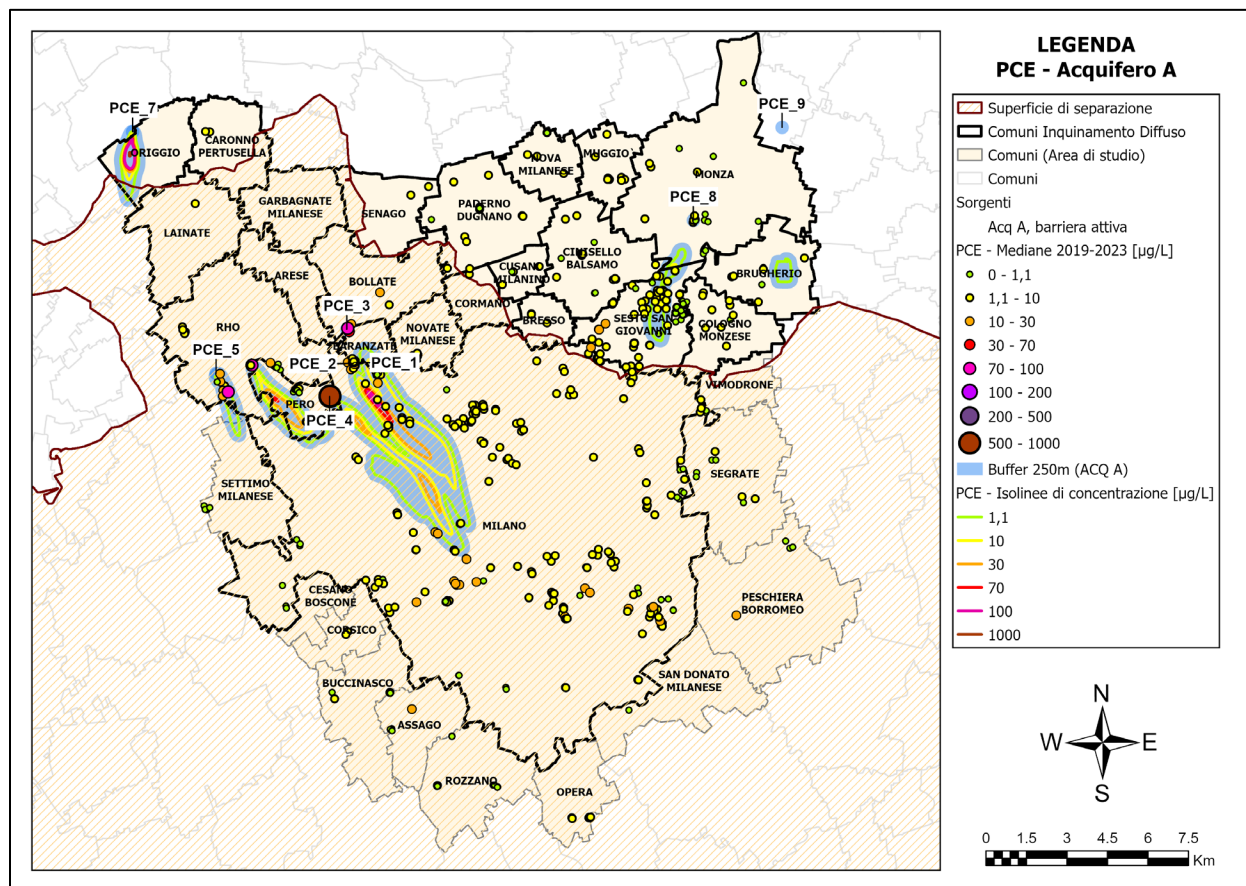 LEGENDA
PCE - Acquifero A
Superficie di separazione
Comuni Inquinamento Diffuso
Comuni (Area di studio)
Comuni
Sorgenti
Acq A, barriera attiva
PCE - Mediane 2019-2023 [µg/L]
0 - 1,1
1,1 - 10
10 - 30
30 - 70
70 - 100
100 - 200
200 - 500
500 - 1000
Buffer 250m (ACQ A)
PCE - Isolinee di concentrazione [µg/L]
1,1
10
30
70
100
1000
N
W
E
S
0
1.5
3
4.5
6
7.5
Km
PCE_7
ORIGGIO
CARONNO
PERTUSELLA
PCE_9
NOVA
MILANESE
MUGGIO
MONZA
GARBAGNATE
MILANESE
SENAGO
PADERNO
DUGNANO
PCE_8
LAINATE
CINISELLO
BALSAMO
ARESE
BOLLATE
CUSANO
MILANINO
BRUGHERIO
PCE_3
CORMANO
RHO
NOVATE
MILANESE
BRESSO
SESTO SAN
GIOVANNI
COLOGNO
MONZESE
BARANZATE
PCE_5
PCE_2
PCE_1
VIMODRONE
PERO
PCE_4
SEGRATE
SETTIMO
MILANESE
MILANO
CESANO
BOSCONE
PESCHIERA
BORROMEO
CORSICO
BUCCINASCO
SAN DONATO
MILANESE
ASSAGO
ROZZANO
OPERA